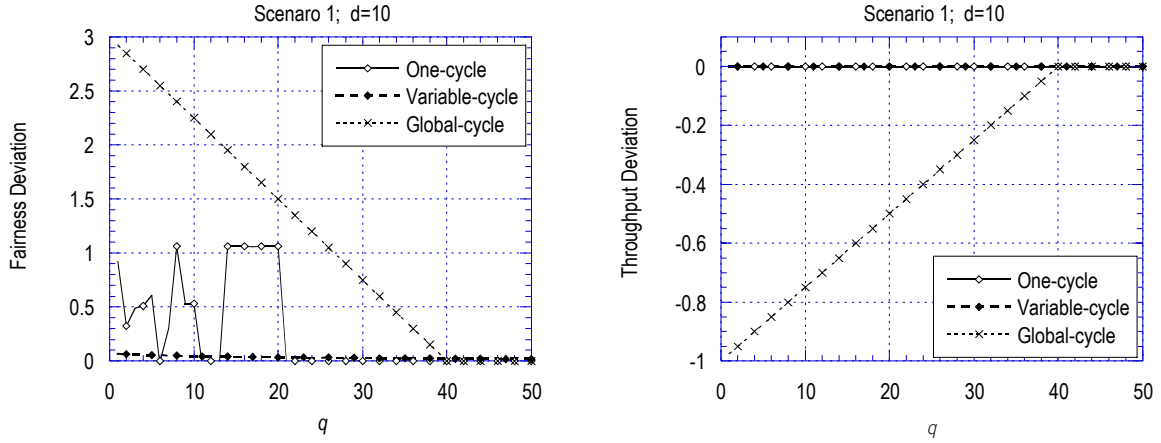 Scenaro 1; d=10
3
2.5
2
1.5
1
0.5
0
Fairness Deviation
One-cycle
Variable-cycle
Global-cycle
0 10 20 30 40 50
q
Scenario 1; d=10
0
-0.2
-0.4
-0.6
-0.8
-1
Throughput Deviation
One-cycle
Variable-cycle
Global-cycle
0 10 20 30 40 50
q